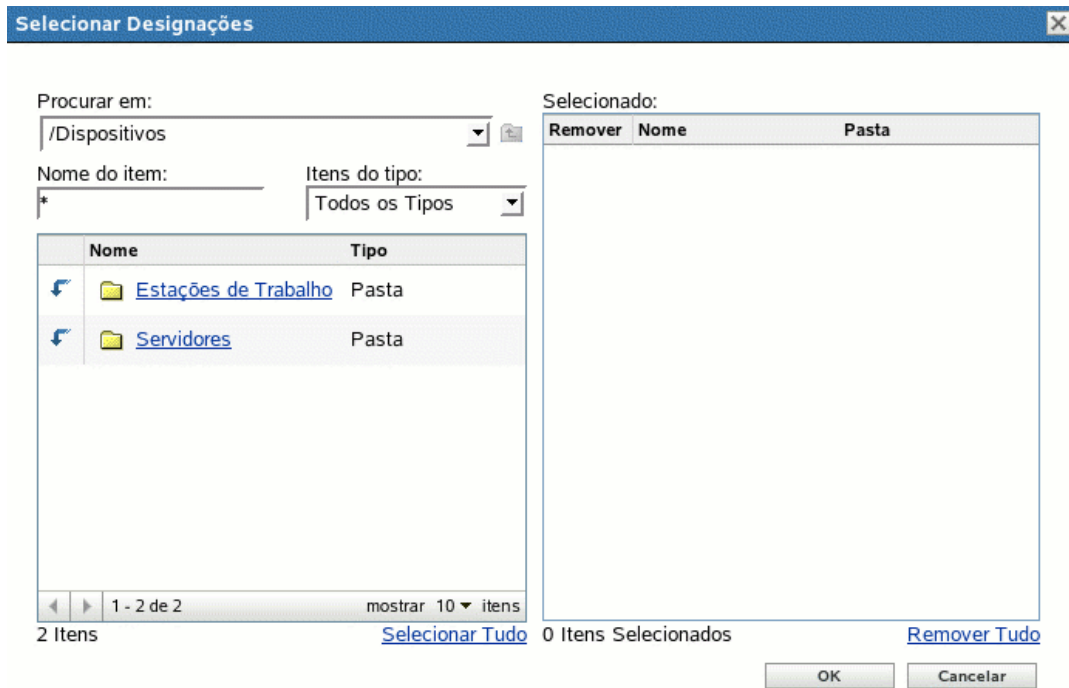 Selecionar Designações
Procurar em:
/Dispositivos
Nome do item:
Itens do tipo:
*
Todos os Tipos
Nome Tipo
Estações de Trabalho Pasta
Servidores Pasta
1 - 2 de 2 mostrar 10 itens
2 Itens Selecionar Tudo
Selecionado:
Remover Nome Pasta
0 Itens Selecionados Remover Tudo
OK Cancelar